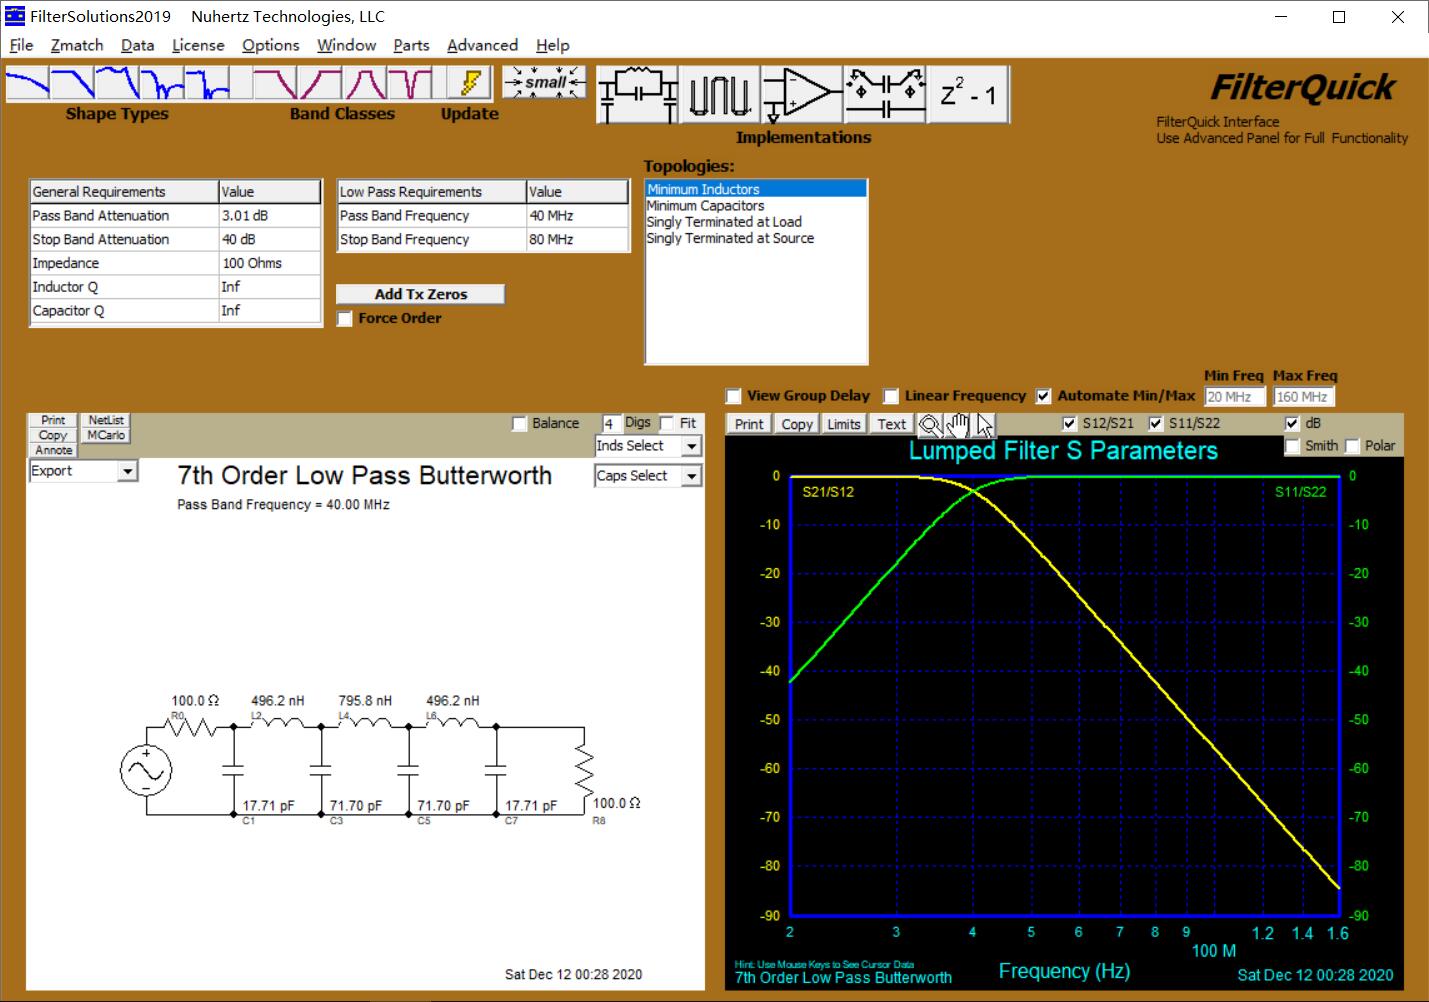 FilterSolutions2019 Nuhertz Technologies, LLC
File Zmatch Data License Options Window Parts Advanced Help
small
Z² - 1
FilterQuick
Shape Types Band Classes Update
Implementations
FilterQuick Interface
Use Advanced Panel for Full Functionality
General Requirements Value
Pass Band Attenuation 3.01 dB
Stop Band Attenuation 40 dB
Impedance 100 Ohms
Inductor Q Inf
Capacitor Q Inf
Low Pass Requirements Value
Pass Band Frequency 40 MHz
Stop Band Frequency 80 MHz
Add Tx Zeros
Force Order
Topologies:
Minimum Inductors
Minimum Capacitors
Singly Terminated at Load
Singly Terminated at Source
Min Freq Max Freq
View Group Delay Linear Frequency Automate Min/Max 20 MHz 160 MHz
Print NetList
Copy MCarlo
Annote
Export
Balance 4 Digs Fit
Inds Select
Caps Select
7th Order Low Pass Butterworth
Pass Band Frequency = 40.00 MHz
100.0 Ω 496.2 nH 795.8 nH 496.2 nH
R0 L2 L4 L6
17.71 pF 71.70 pF 71.70 pF 17.71 pF 100.0 Ω
C1 C3 C5 C7 R8
Sat Dec 12 00:28 2020
Print Copy Limits Text S12/S21 S11/S22 dB
Smith Polar
Lumped Filter S Parameters
0 0
S21/S12 S11/S22
-10 -10
-20 -20
-30 -30
-40 -40
-50 -50
-60 -60
-70 -70
-80 -80
-90 -90
2 3 4 5 6 7 8 9 1.2 1.4 1.6
100 M
Hint: Use Mouse Keys to See Cursor Data
7th Order Low Pass Butterworth Frequency (Hz) Sat Dec 12 00:28 2020